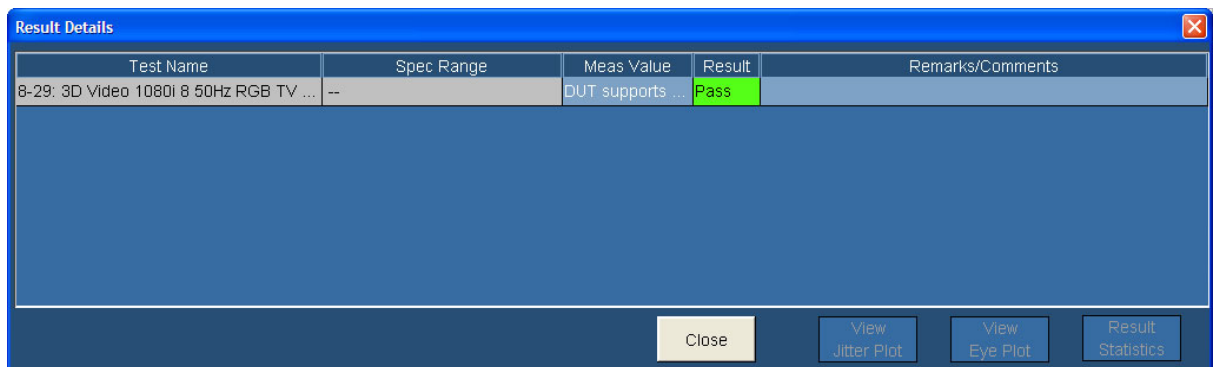 Result Details
Test Name Spec Range Meas Value Result Remarks/Comments
8-29: 3D Video 1080i 8 50Hz RGB TV ... -- DUT supports ... Pass
Close
View
Jitter Plot
View
Eye Plot
Result
Statistics